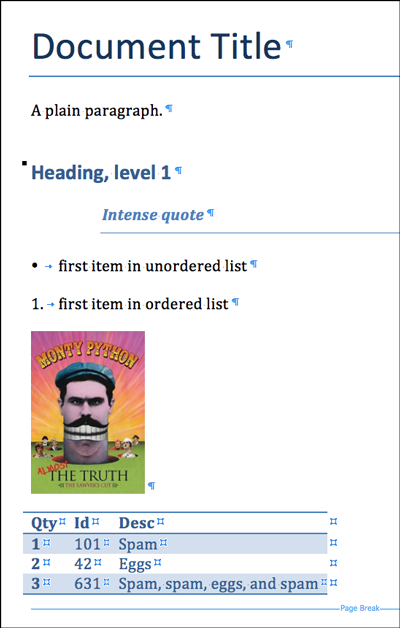 Document Title
A plain paragraph.
Heading, level 1
Intense quote
• first item in unordered list
1. first item in ordered list
MONTY PYTHON
ALMOST
THE TRUTH
THE LAWYER'S CUT
Qty Id Desc
1 101 Spam
2 42 Eggs
3 631 Spam, spam, eggs, and spam
Page Break